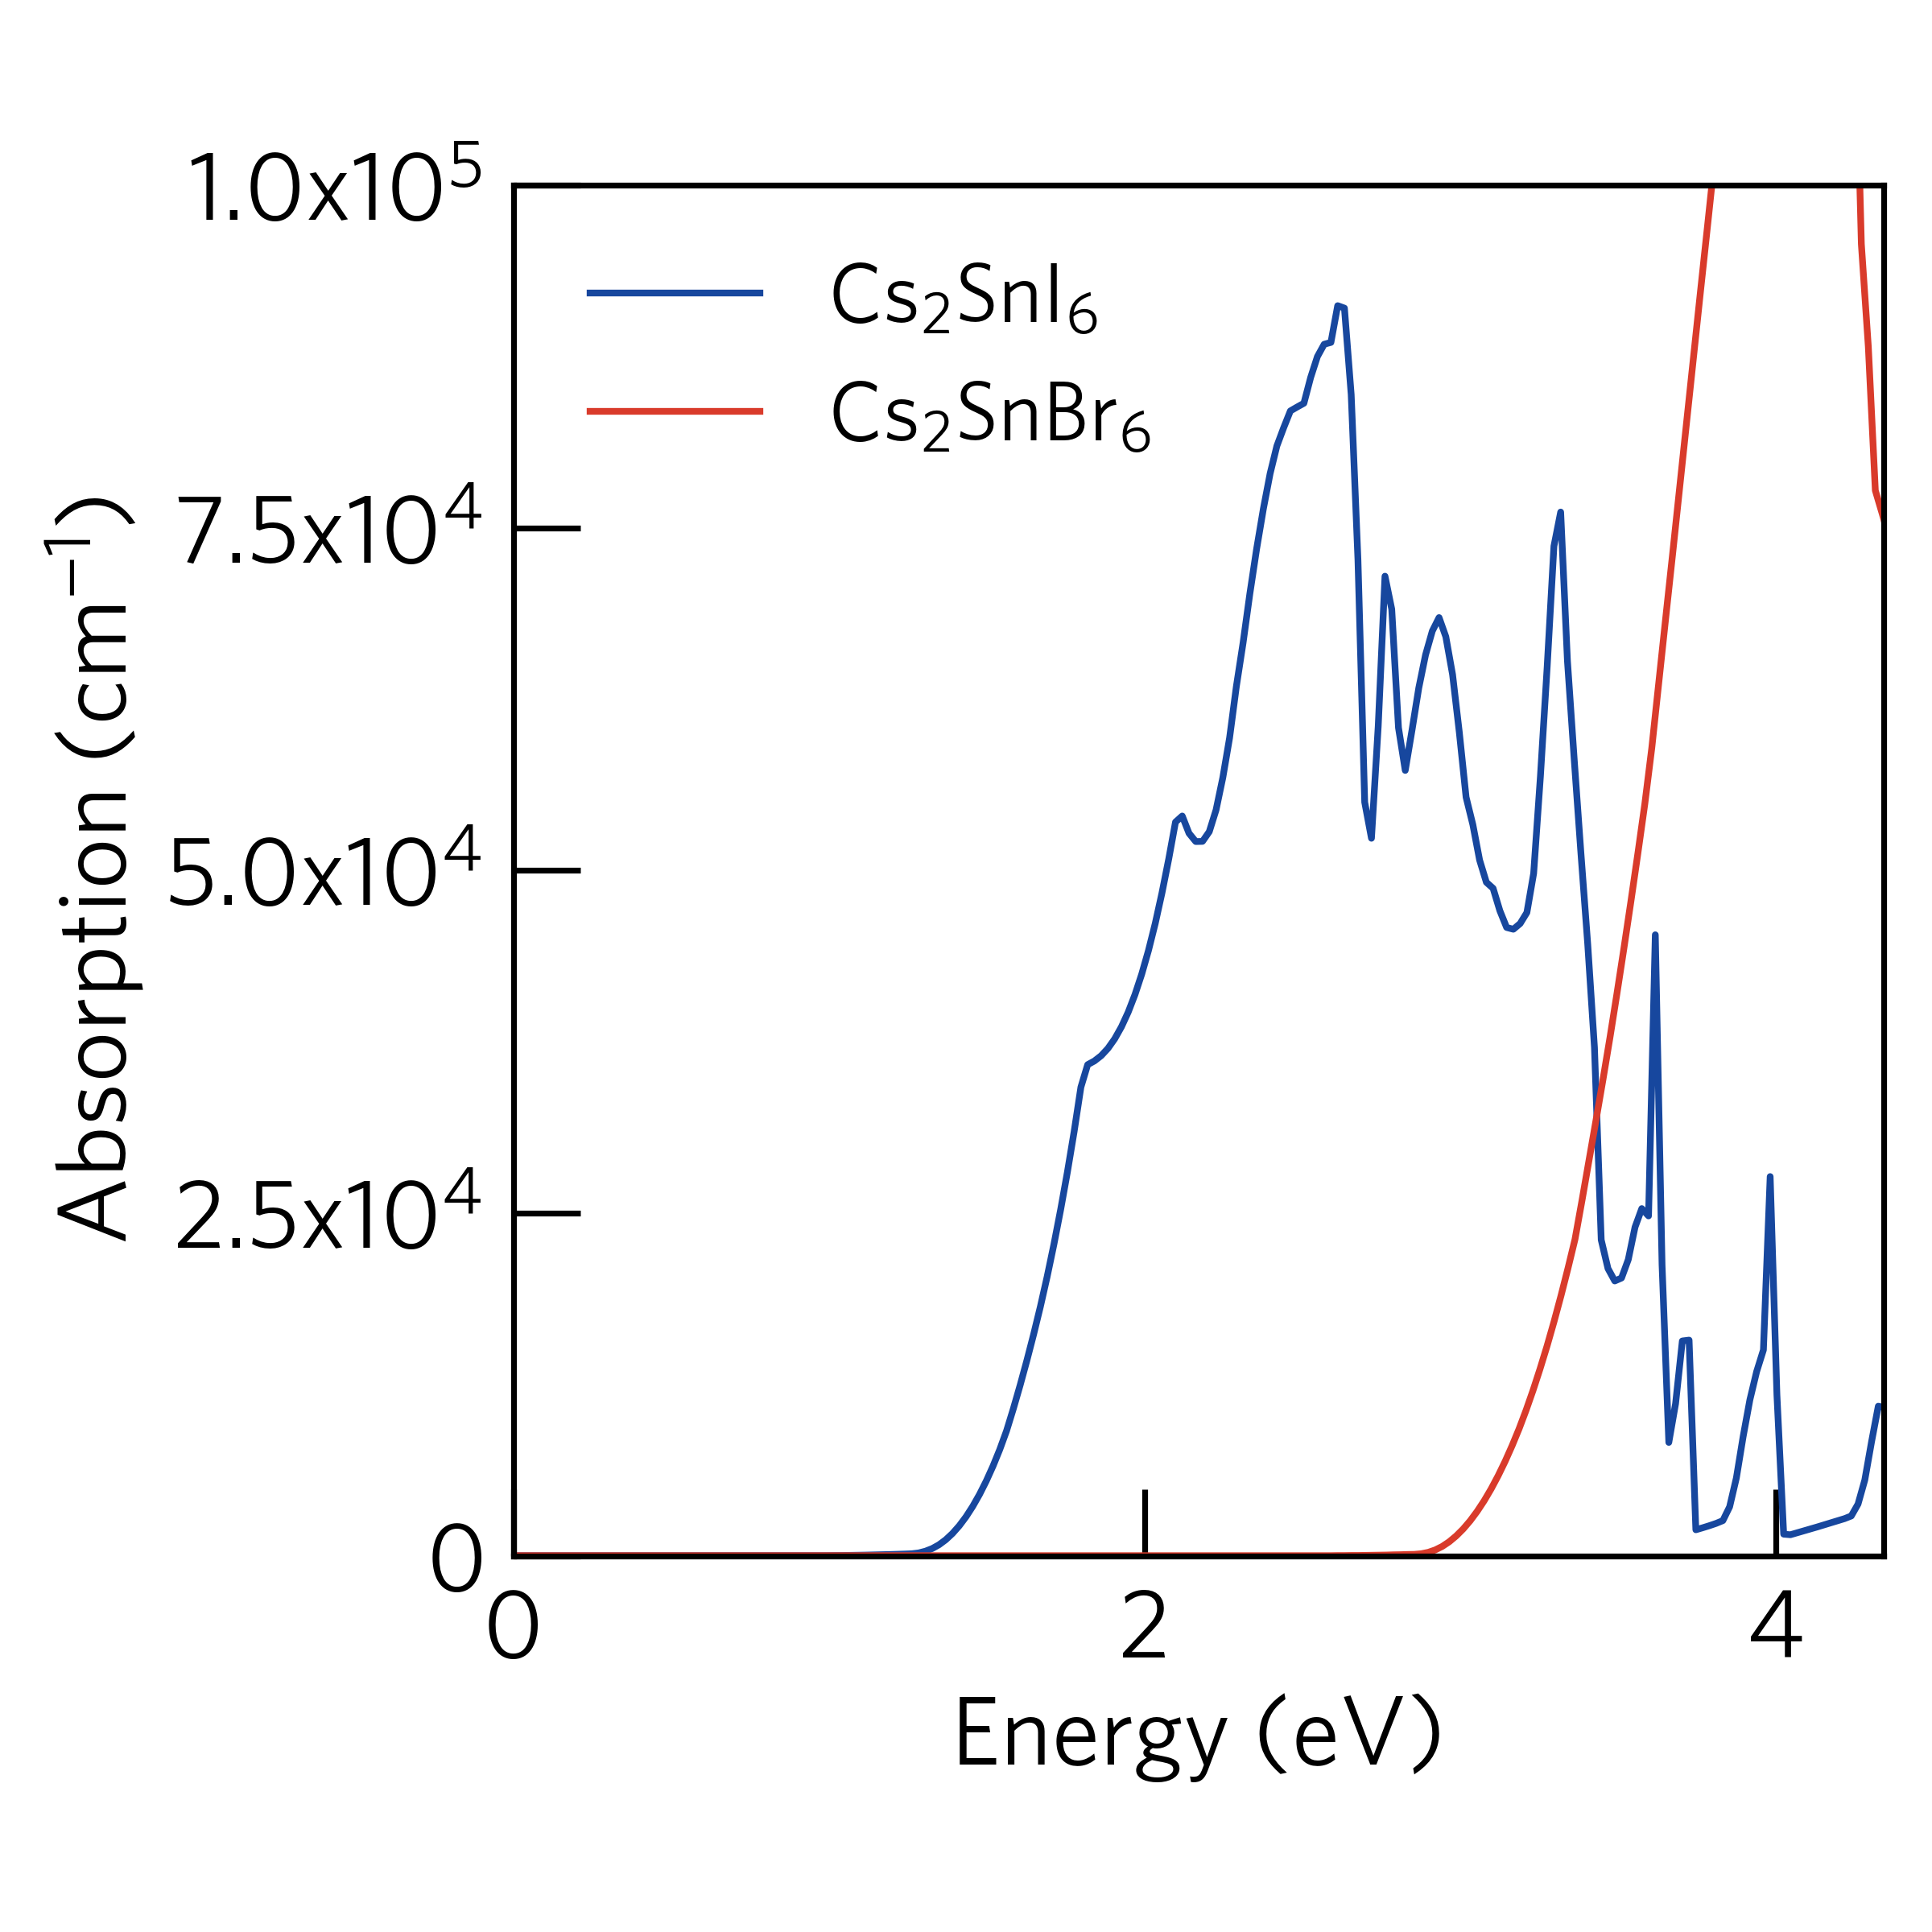 1.0x10⁵
7.5x10⁴
5.0x10⁴
2.5x10⁴
0
Absorption (cm⁻¹)
Cs₂SnI₆
Cs₂SnBr₆
0 2 4
Energy (eV)